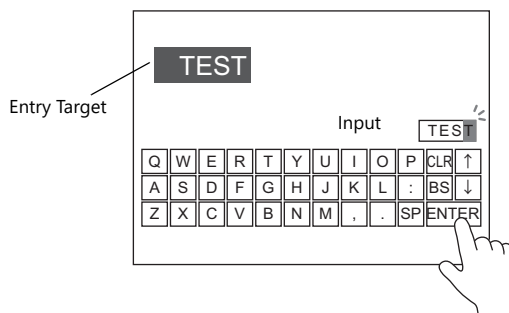 TEST
Entry Target
Input TEST
Q W E R T Y U I O P CLR ↑
A S D F G H J K L : BS ↓
Z X C V B N M , . SP ENTER